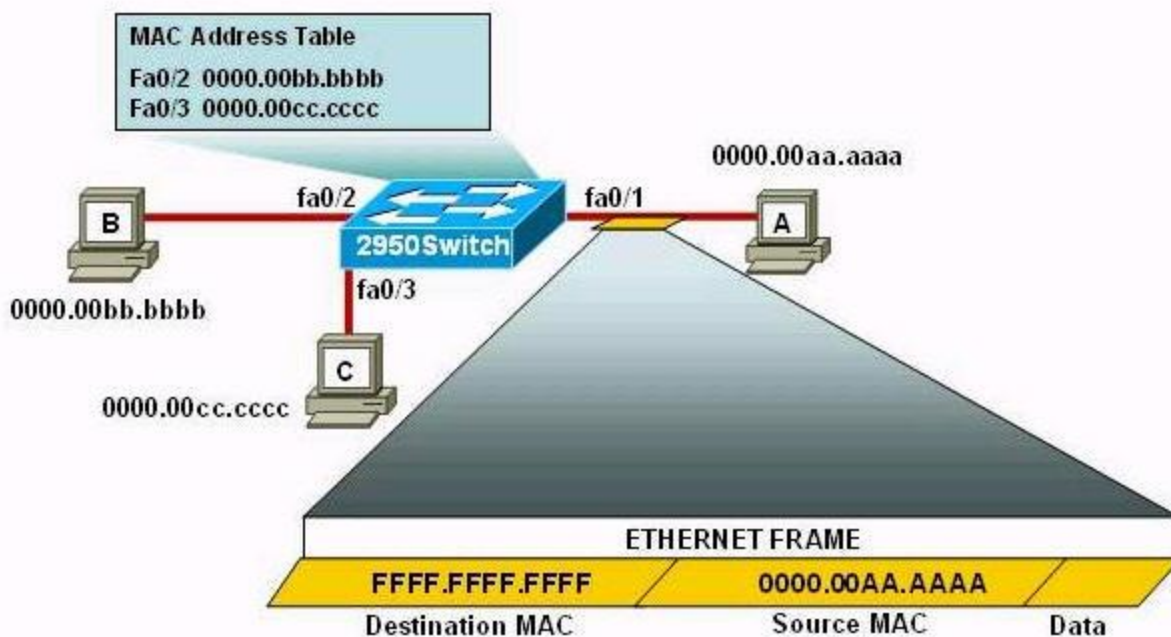 MAC Address Table
Fa0/2 0000.00bb.bbbb
Fa0/3 0000.00cc.cccc
0000.00aa.aaaa
fa0/2
fa0/1
B
A
2950Switch
fa0/3
0000.00bb.bbbb
C
0000.00cc.cccc
ETHERNET FRAME
FFFF.FFFF.FFFF 0000.00AA.AAAA
Destination MAC Source MAC Data